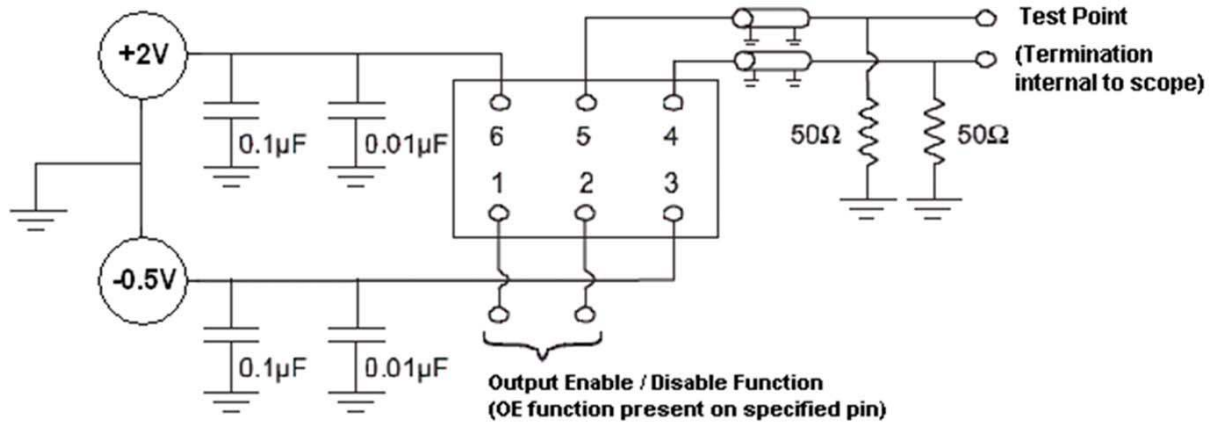 +2V
0.1µF
0.01µF
6
5
4
1
2
3
Test Point
(Termination
internal to scope)
50Ω
50Ω
-0.5V
0.1µF
0.01µF
Output Enable / Disable Function
(OE function present on specified pin)